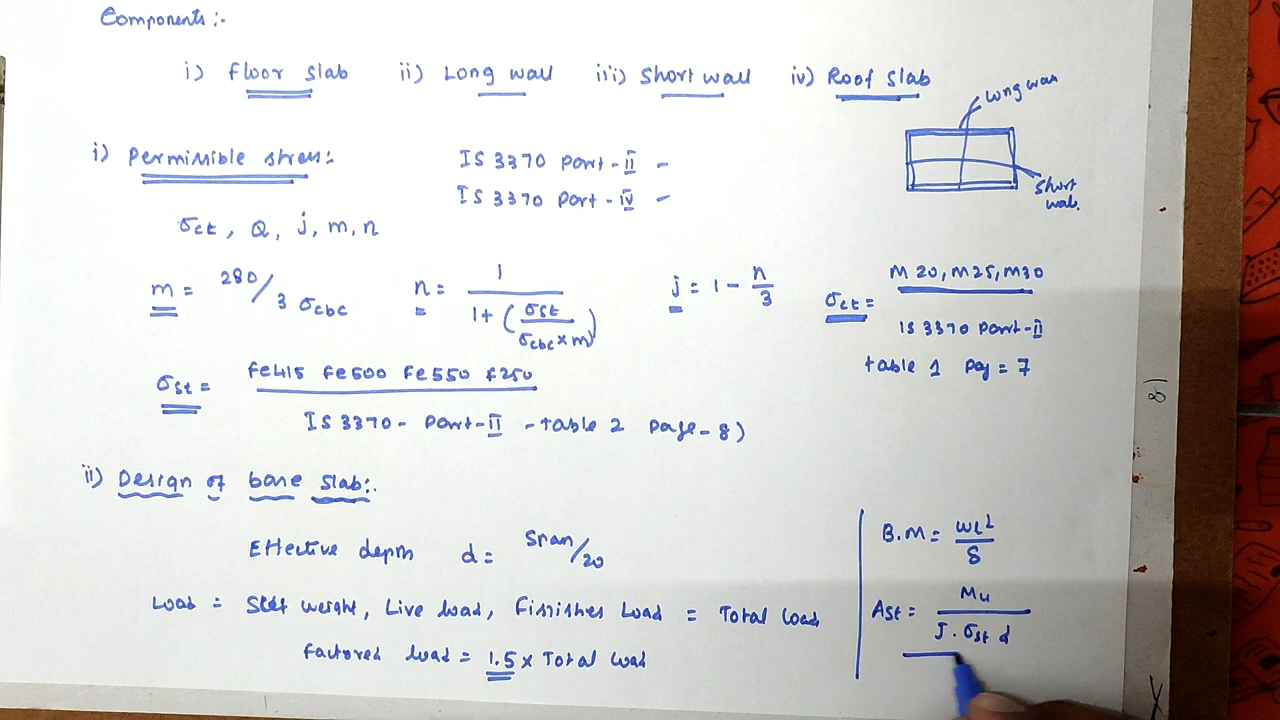 Components :-
i) Floor slab ii) Long wall iii) Short wall iv) Roof slab
Long wall
Short wall.
i) Permissible stress:
IS 3370 Part - II -
IS 3370 Part - IV -
σct, Q, j, m, n
m = 280/3 σcbc
n = 1/1+(σst/σcbc×m)
j = 1 - n/3
σct = M20, M25, M30
IS 3370 Part-II
table 1 Pag = 7
σst = Fe415 Fe500 Fe550 f250
IS 3370 - Part-II - table 2 Page - 8)
ii) Design of base slab:.
Effective depth d = Span/20
Load = Self weight, Live load, Finishes Load = Total load
factored load = 1.5 × Total load
B.M = WL²/8
Ast = Mu/J.σst d